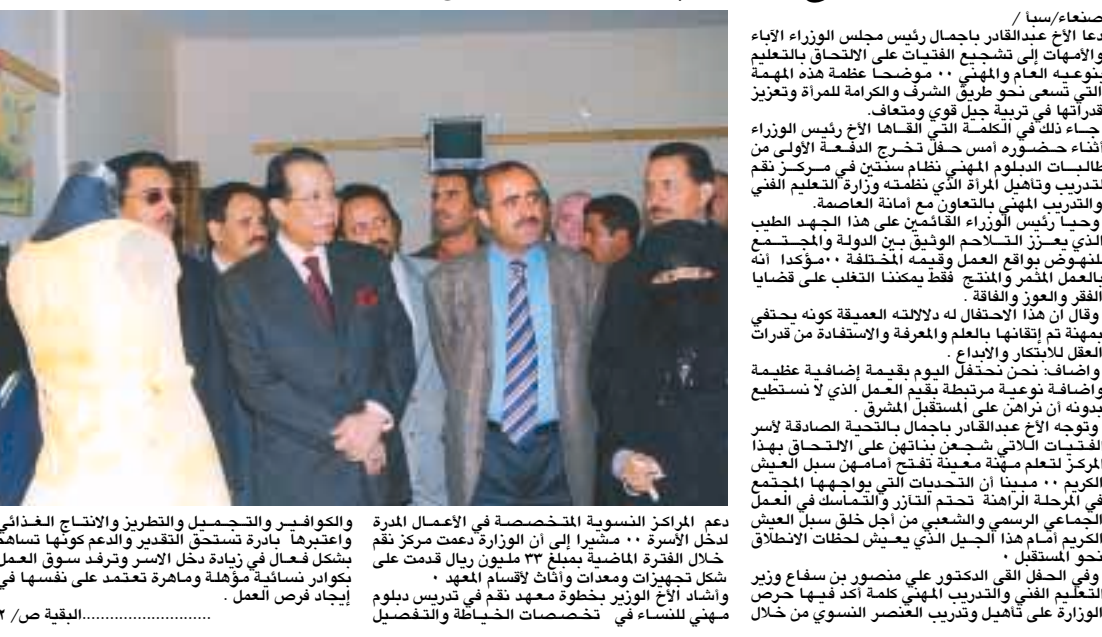 صنعاء/سبأ /
دعا الأخ عبدالقادر باجمال رئيس مجلس الوزراء الآباء
والأمهات إلى تشجيع الفتيات على الالتحاق بالتعليم
بنوعيه العام والمهني ٠٠ موضحا عظمة هذه المهمة
التي تسعى نحو طريق الشرف والكرامة للمرأة وتعزيز
قدراتها في تربية جيل قوي ومتعاف.
جاء ذلك في الكلمة التي القاها الأخ رئيس الوزراء
أثناء حضوره أمس حفل تخرج الدفعة الأولى من
طالبات الدبلوم المهني نظام سنتين في مركز نقم
لتدريب وتأهيل المرأة الذي نظمته وزارة التعليم الفني
والتدريب المهني بالتعاون مع أمانة العاصمة.
وحيا رئيس الوزراء القائمين على هذا الجهد الطيب
الذي يعزز التلاحم الوثيق بين الدولة والمجتمع
للنهوض بواقع العمل وقيمه المختلفة ٠٠مؤكدا أنه
بالعمل المثمر والمنتج فقط يمكننا التغلب على قضايا
الفقر والعوز والفاقة .
وقال ان هذا الاحتفال له دلالالته العميقة كونه يحتفي
بمهنة تم إتقانها بالعلم والمعرفة والاستفادة من قدرات
العقل للابتكار والابداع .
واضاف: نحن نحتفل اليوم بقيمة إضافية عظيمة
واضافة نوعية مرتبطة بقيم العمل الذي لا نستطيع
بدونه أن نراهن على المستقبل المشرق .
وتوجه الأخ عبدالقادر باجمال بالتحية الصادقة لأسر
الفتيات اللاتي شجعن بناتهن على الالتحاق بهذا
المركز لتعلم مهنة معينة تفتح أمامهن سبل العيش
الكريم ٠٠ مبينا أن التحديات التي يواجهها المجتمع
في المرحلة الراهنة تحتم التآزر والتماسك في العمل
الجماعي الرسمي والشعبي من أجل خلق سبل العيش
الكريم أمام هذا الجيل الذي يعيش لحظات الانطلاق
نحو المستقبل ٠
وفي الحفل القى الدكتور علي منصور بن سفاع وزير
التعليم الفني والتدريب المهني كلمة أكد فيها حرص
الوزارة على تأهيل وتدريب العنصر النسوي من خلال
دعم المراكز النسوية المتخصصة في الأعمال المدرة
لدخل الأسرة ٠٠ مشيرا إلى أن الوزارة دعمت مركز نقم
خلال الفترة الماضية بمبلغ ٣٣ مليون ريال قدمت على
شكل تجهيزات ومعدات وأثاث لأقسام المعهد ٠
وأشاد الأخ الوزير بخطوة معهد نقم في تدريس دبلوم
مهني للنساء في تخصصات الخياطة والتفصيل
والكوافير والتجميل والتطريز والانتاج الغذائي
واعتبرها بادرة تستحق التقدير والدعم كونها تساهم
بشكل فعال في زيادة دخل الاسر وترفد سوق العمل
بكوادر نسائية مؤهلة وماهرة تعتمد على نفسها في
إيجاد فرص العمل .
............................البقية ص/ ٢